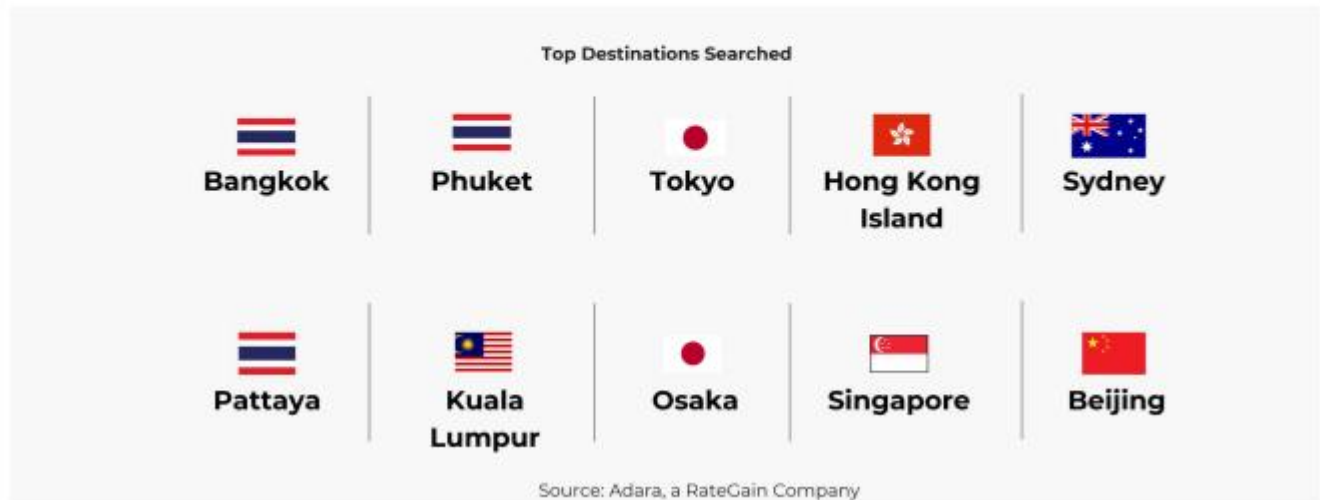 Top Destinations Searched
Bangkok
Phuket
Tokyo
Hong Kong
Island
Sydney
Pattaya
Kuala
Lumpur
Osaka
Singapore
Beijing
Source: Adara, a RateGain Company